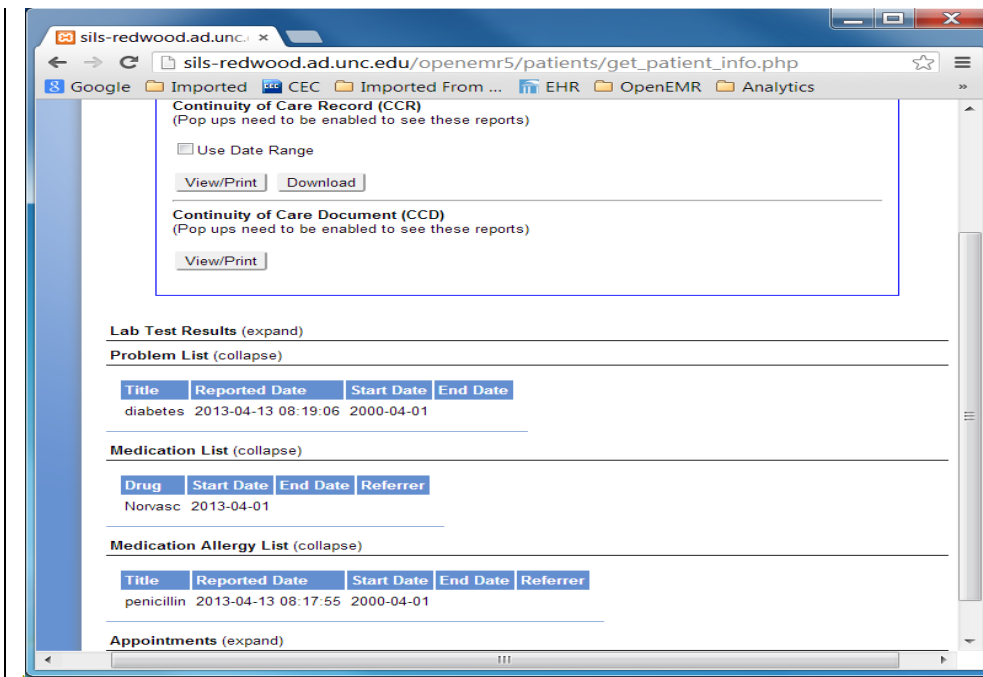 sils-redwood.ad.unc.
sils-redwood.ad.unc.edu/openemr5/patients/get_patient_info.php
Google Imported CEC Imported From ... EHR OpenEMR Analytics »
Continuity of Care Record (CCR)
(Pop ups need to be enabled to see these reports)
Use Date Range
View/Print Download
Continuity of Care Document (CCD)
(Pop ups need to be enabled to see these reports)
View/Print
Lab Test Results (expand)
Problem List (collapse)
Title Reported Date Start Date End Date
diabetes 2013-04-13 08:19:06 2000-04-01
Medication List (collapse)
Drug Start Date End Date Referrer
Norvasc 2013-04-01
Medication Allergy List (collapse)
Title Reported Date Start Date End Date Referrer
penicillin 2013-04-13 08:17:55 2000-04-01
Appointments (expand)